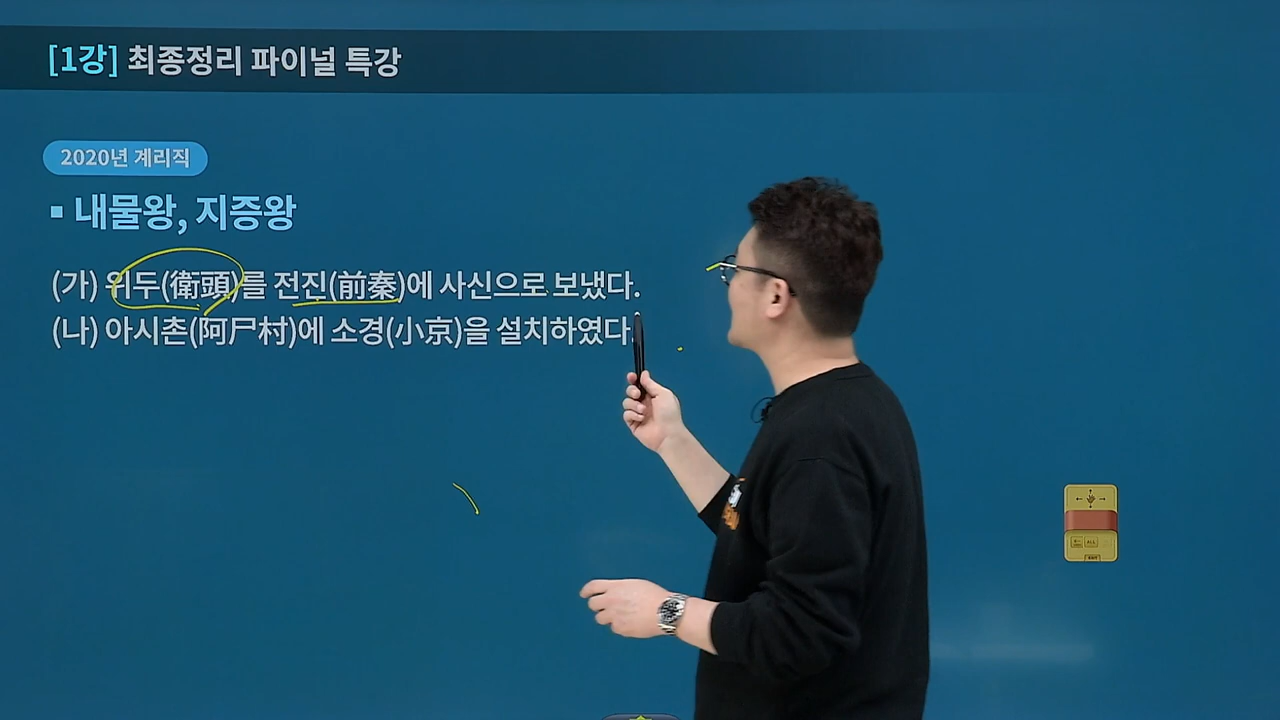 [1강] 최종정리 파이널 특강
2020년 계리직
▪ 내물왕, 지증왕
(가) 위두(衛頭)를 전진(前秦)에 사신으로 보냈다.
(나) 아시촌(阿尸村)에 소경(小京)을 설치하였다.